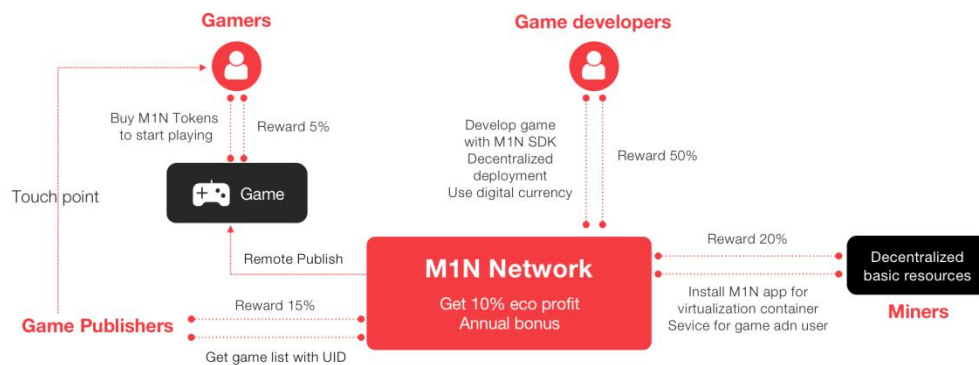 Gamers
Game developers
Buy M1N Tokens
to start playing
Reward 5%
Develop game
with M1N SDK
Decentralized
deployment
Use digital currency
Reward 50%
Touch point
Game
Remote Publish
M1N Network
Get 10% eco profit
Annual bonus
Reward 20%
Install M1N app for
virtualization container
Sevice for game adn user
Decentralized
basic resources
Miners
Reward 15%
Game Publishers
Get game list with UID